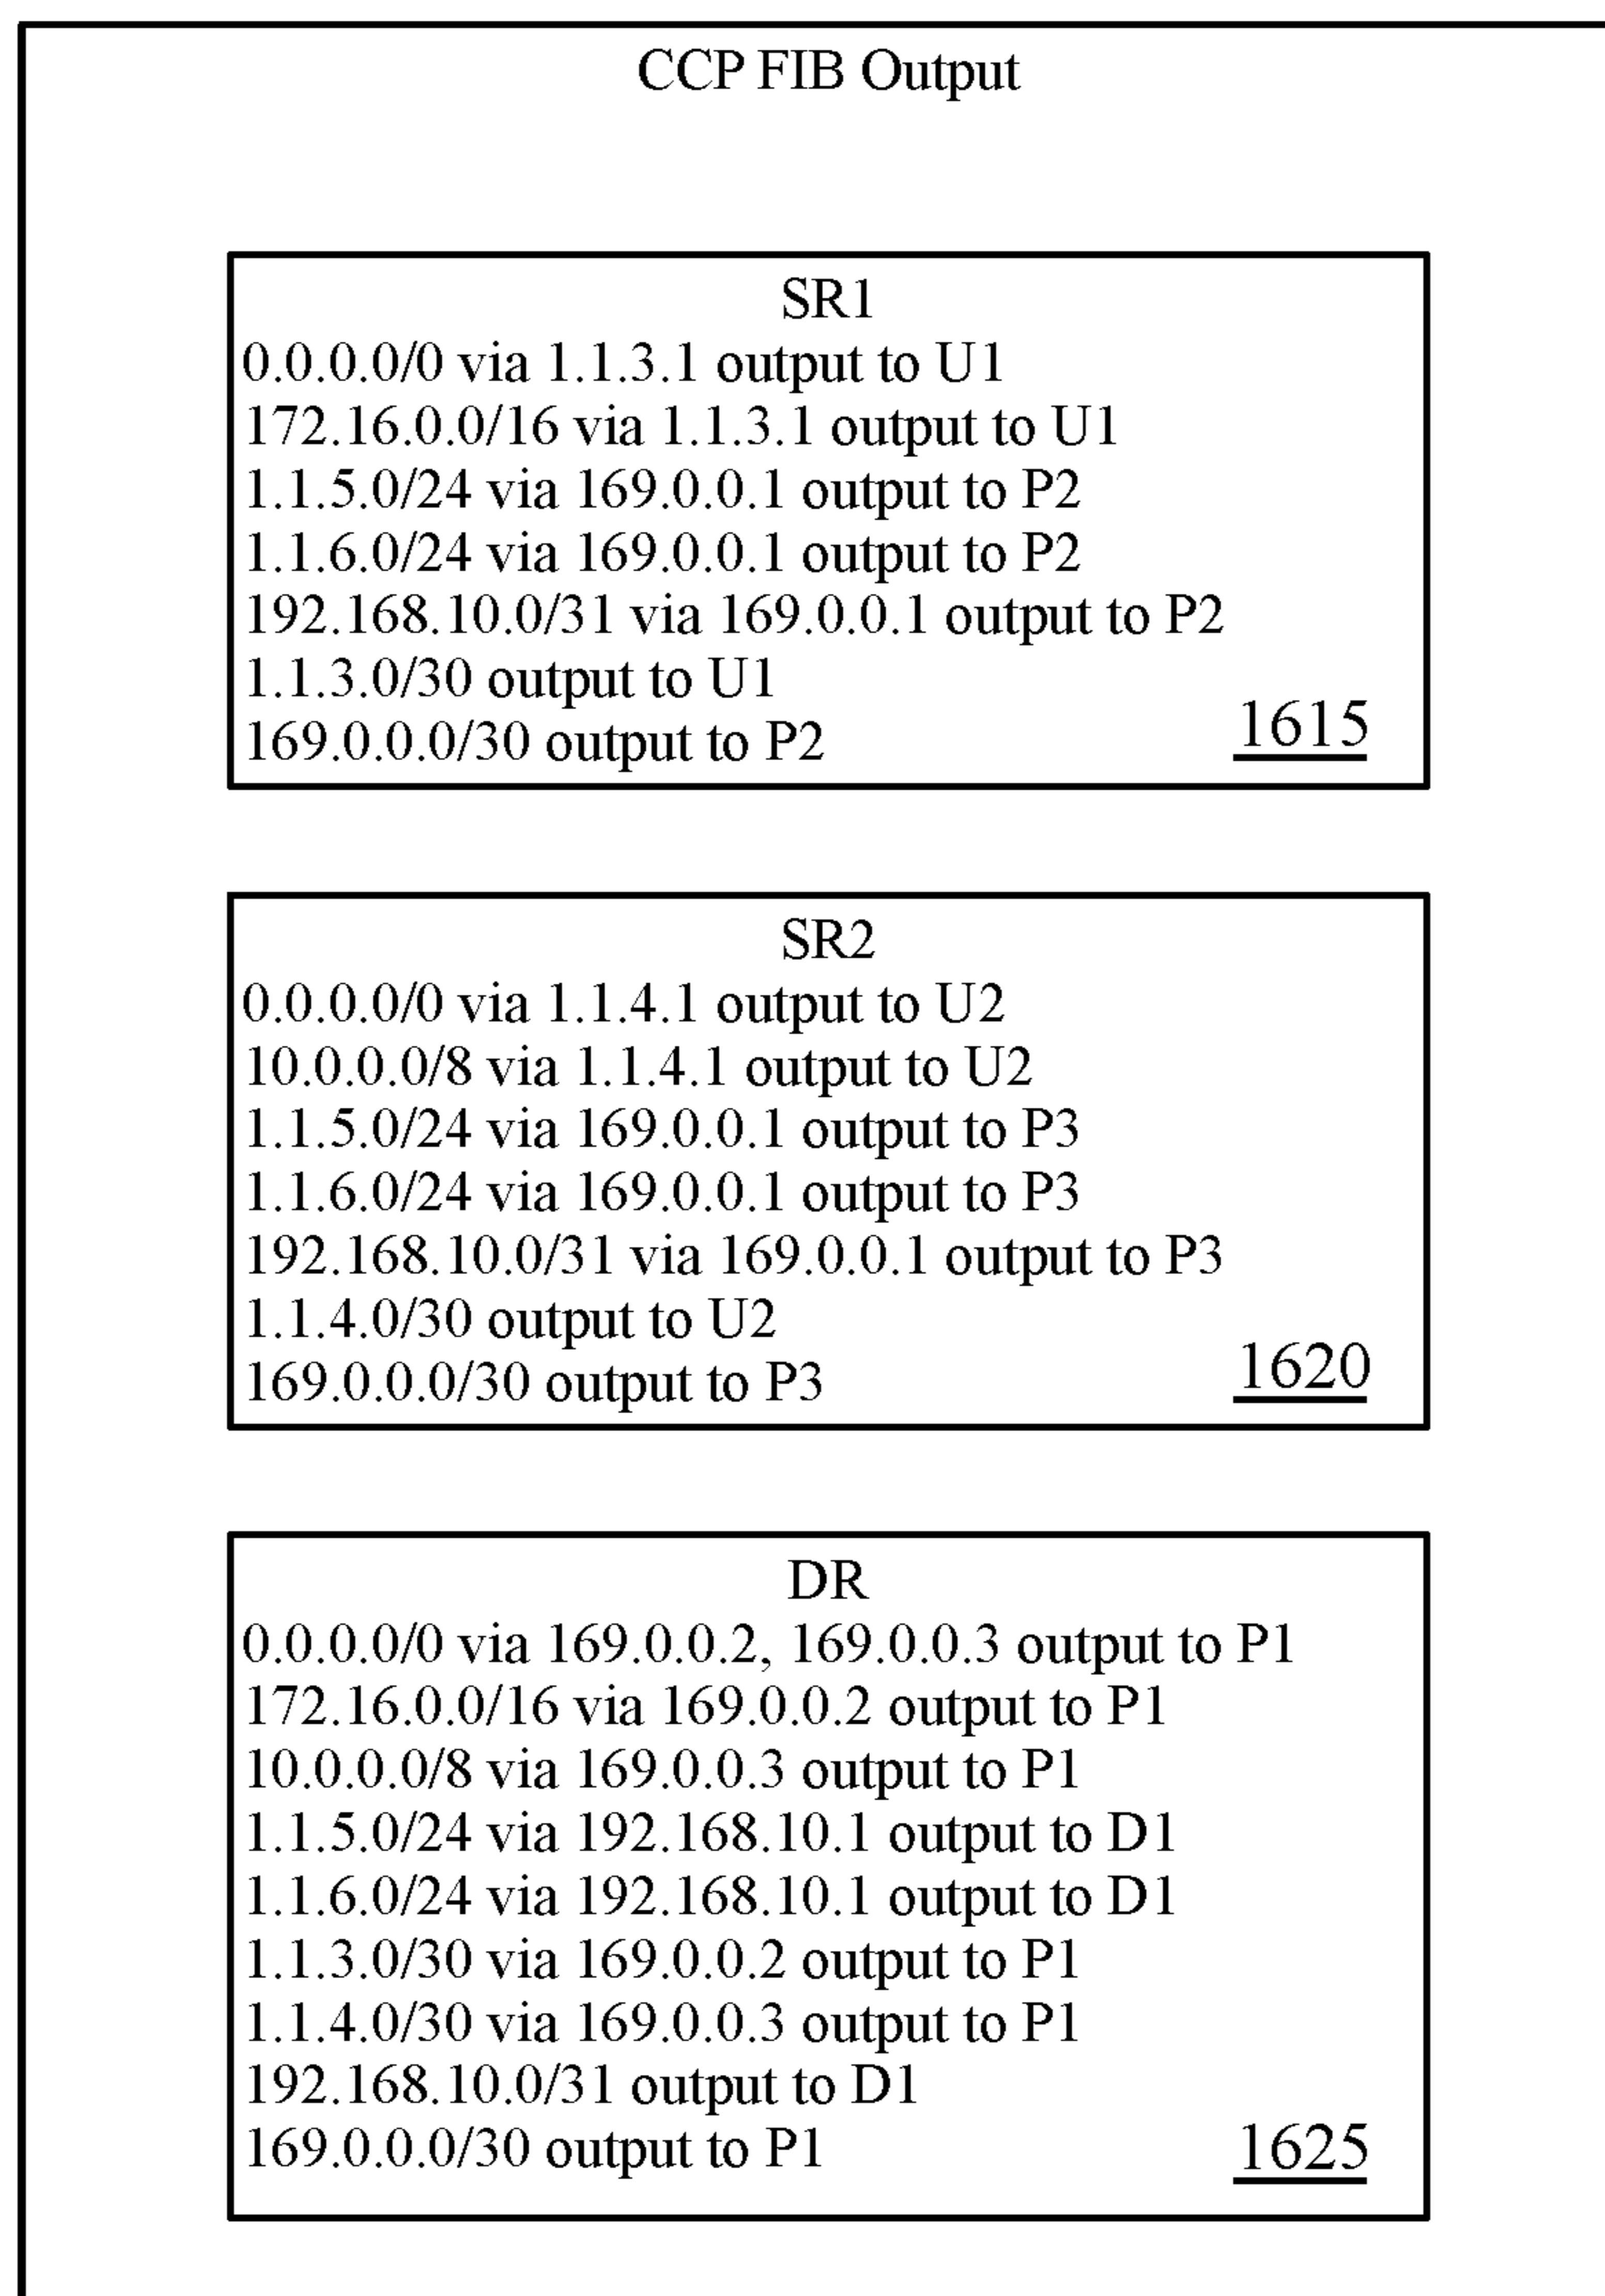 CCP FIB Output
SR1
0.0.0.0/0 via 1.1.3.1 output to U1
172.16.0.0/16 via 1.1.3.1 output to U1
1.1.5.0/24 via 169.0.0.1 output to P2
1.1.6.0/24 via 169.0.0.1 output to P2
192.168.10.0/31 via 169.0.0.1 output to P2
1.1.3.0/30 output to U1
169.0.0.0/30 output to P2
1615
SR2
0.0.0.0/0 via 1.1.4.1 output to U2
10.0.0.0/8 via 1.1.4.1 output to U2
1.1.5.0/24 via 169.0.0.1 output to P3
1.1.6.0/24 via 169.0.0.1 output to P3
192.168.10.0/31 via 169.0.0.1 output to P3
1.1.4.0/30 output to U2
169.0.0.0/30 output to P3
1620
DR
0.0.0.0/0 via 169.0.0.2, 169.0.0.3 output to P1
172.16.0.0/16 via 169.0.0.2 output to P1
10.0.0.0/8 via 169.0.0.3 output to P1
1.1.5.0/24 via 192.168.10.1 output to D1
1.1.6.0/24 via 192.168.10.1 output to D1
1.1.3.0/30 via 169.0.0.2 output to P1
1.1.4.0/30 via 169.0.0.3 output to P1
192.168.10.0/31 output to D1
169.0.0.0/30 output to P1
1625